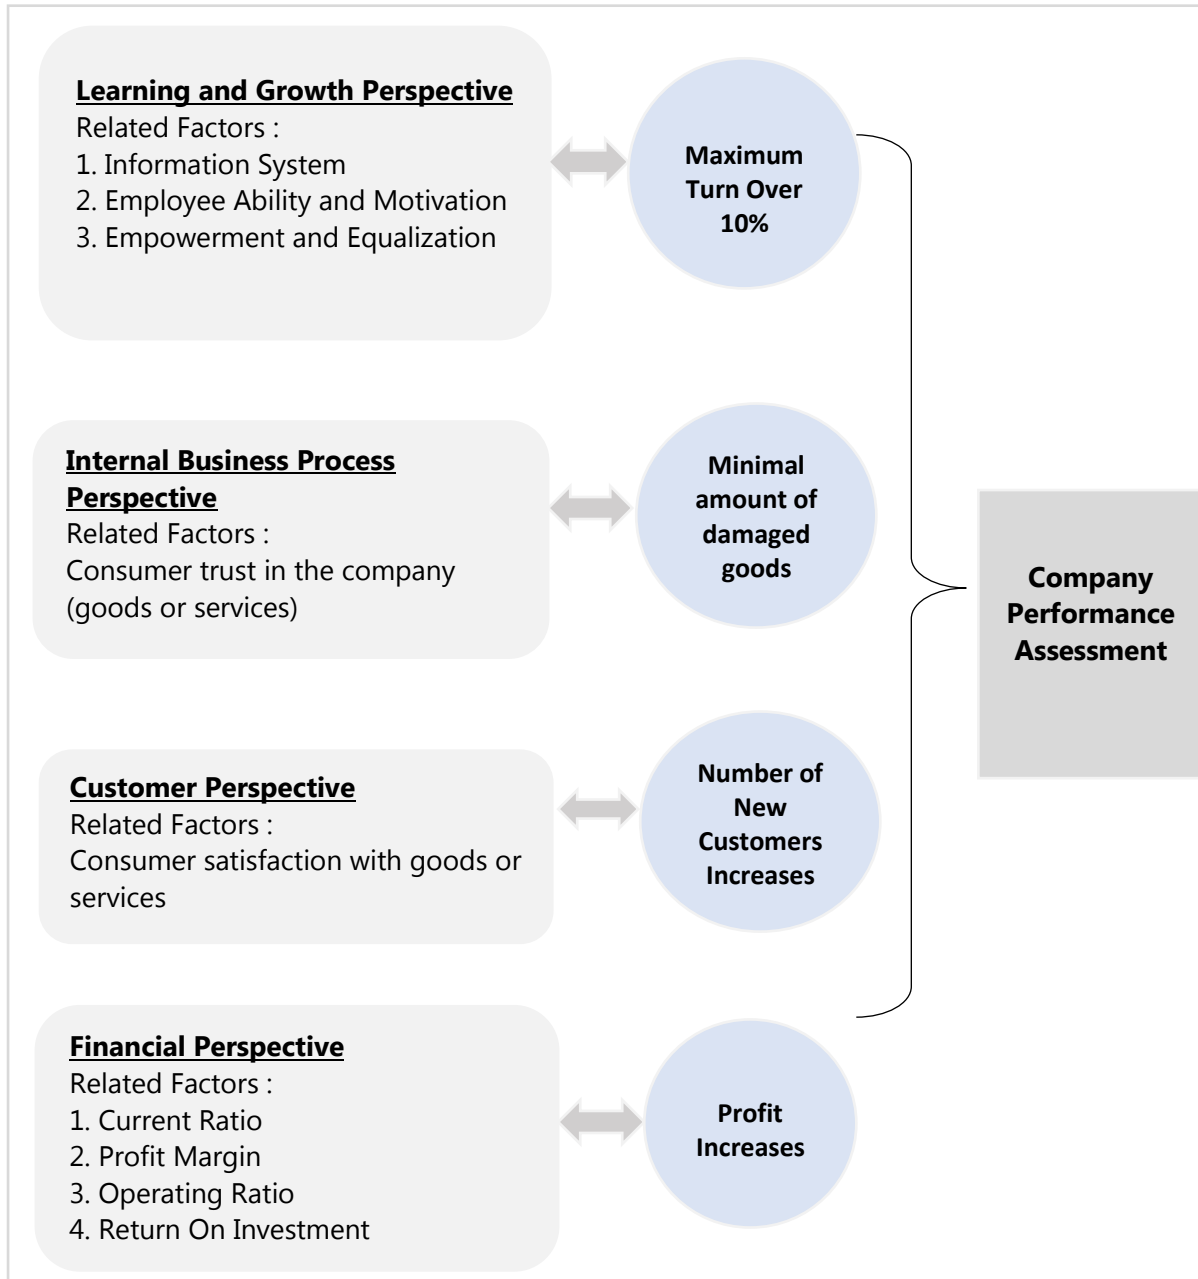 Learning and Growth Perspective
Related Factors :
1. Information System
2. Employee Ability and Motivation
3. Empowerment and Equalization
Maximum
Turn Over
10%
Internal Business Process
Perspective
Related Factors :
Consumer trust in the company
(goods or services)
Minimal
amount of
damaged
goods
Customer Perspective
Related Factors :
Consumer satisfaction with goods or
services
Number of
New
Customers
Increases
Financial Perspective
Related Factors :
1. Current Ratio
2. Profit Margin
3. Operating Ratio
4. Return On Investment
Profit
Increases
Company
Performance
Assessment